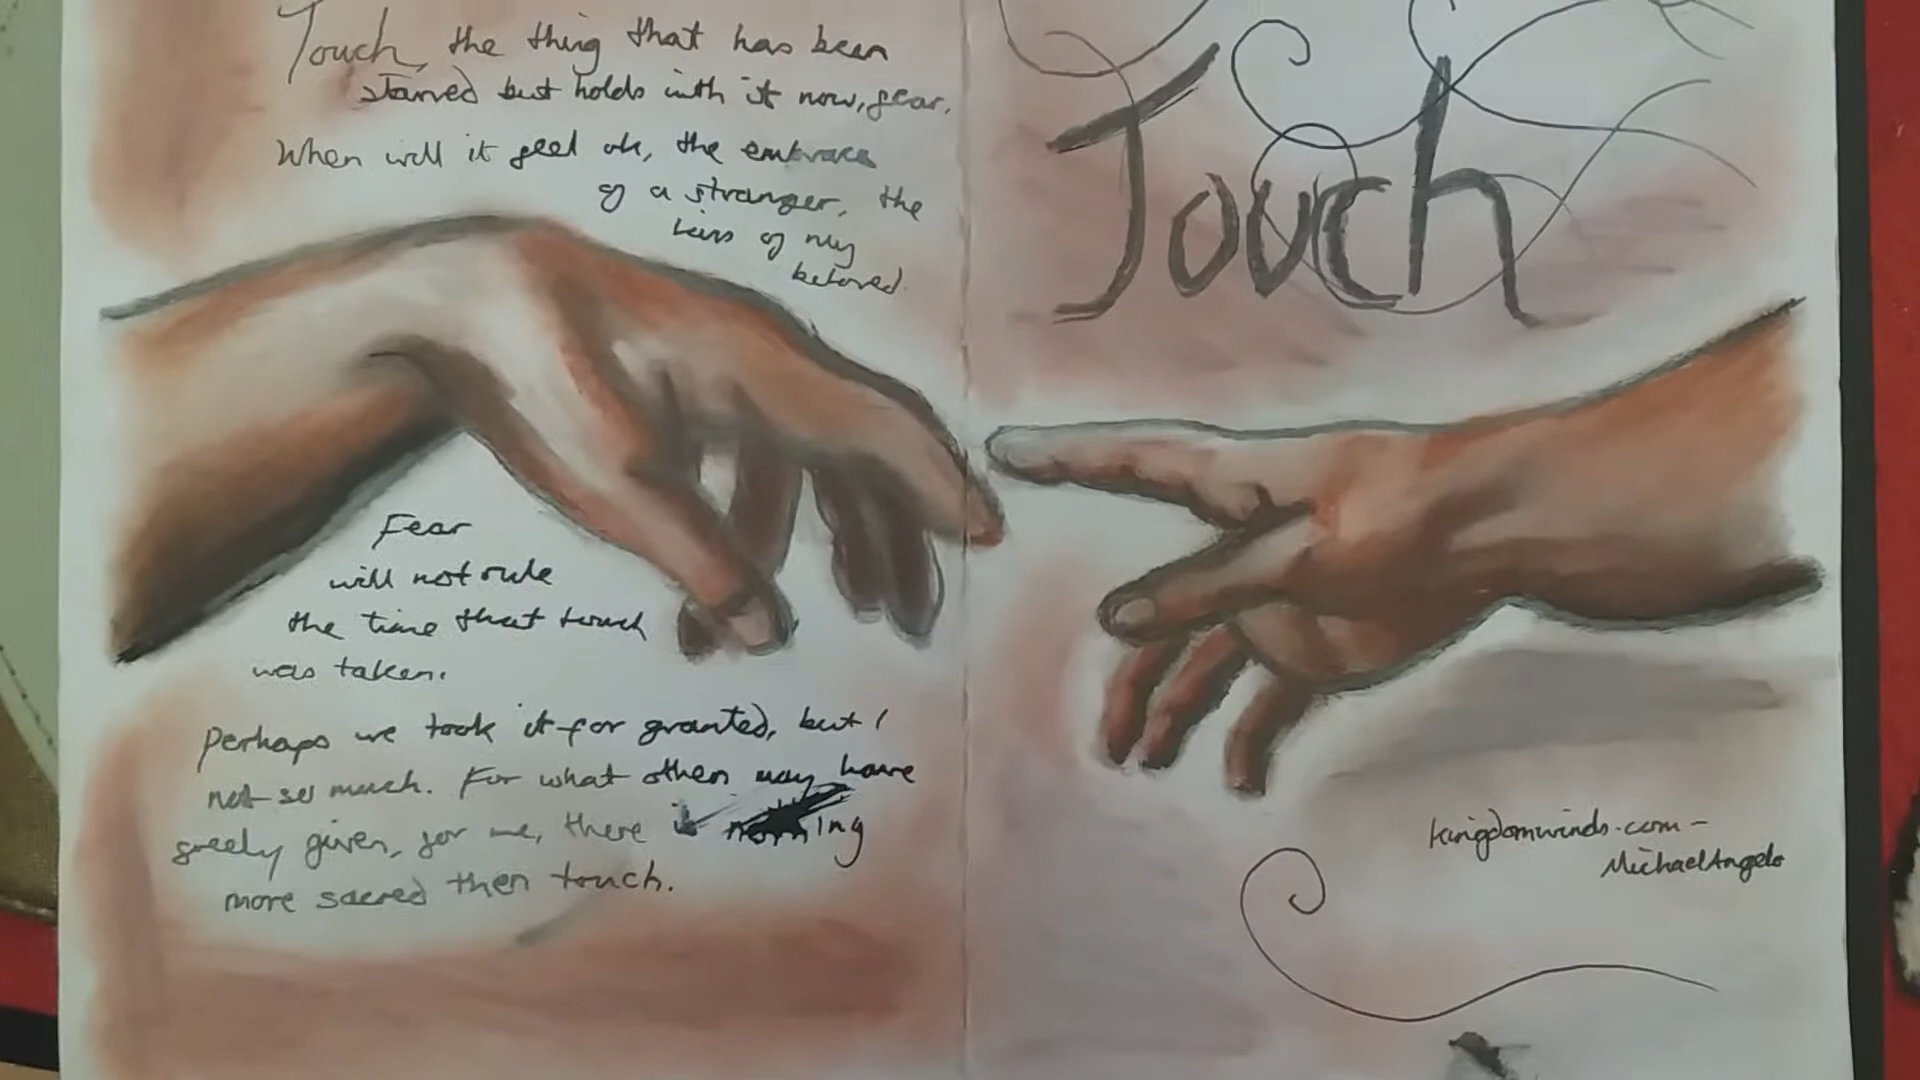 Touch, the thing that has been
starved but holds with it now, fear.
When will it feel ok, the embrace
of a stranger, the
kiss of my
beloved.
Fear
will not rule
the time that touch
was taken.
Perhaps we took it for granted, but I
not so much. For what others may have
freely given, for me, there is nothing
more sacred then touch.
Touch
kingdomwinds.com -
MichaelAngelo